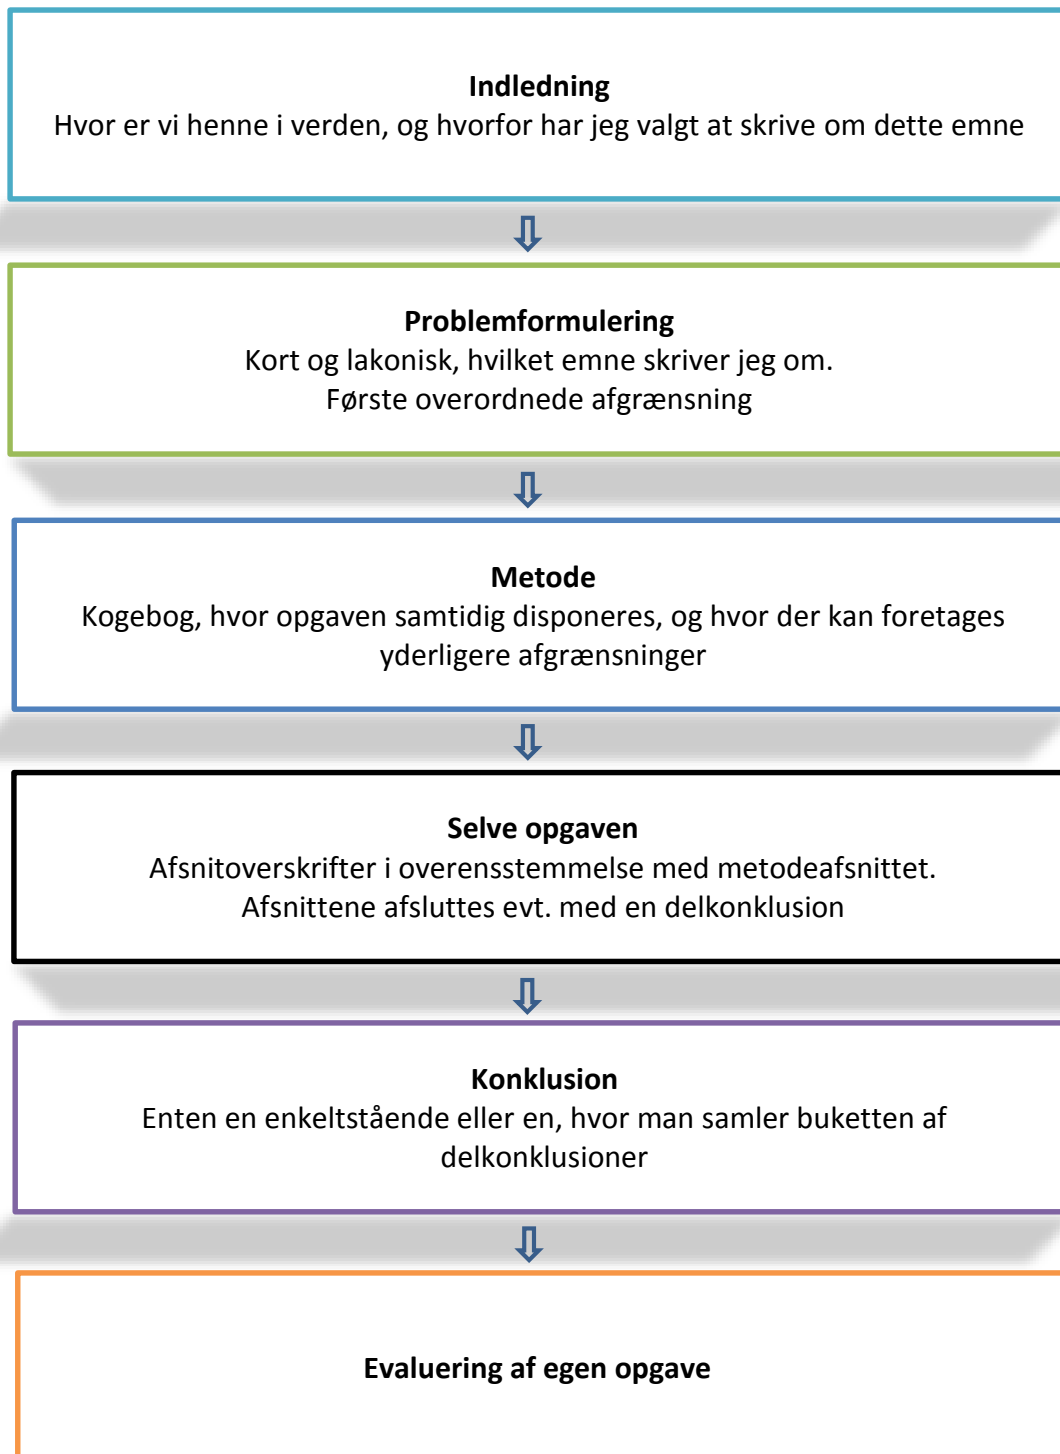 Indledning
Hvor er vi henne i verden, og hvorfor har jeg valgt at skrive om dette emne
Problemformulering
Kort og lakonisk, hvilket emne skriver jeg om.
Første overordnede afgrænsning
Metode
Kogebog, hvor opgaven samtidig disponeres, og hvor der kan foretages
yderligere afgrænsninger
Selve opgaven
Afsnitoverskrifter i overensstemmelse med metodeafsnittet.
Afsnittene afsluttes evt. med en delkonklusion
Konklusion
Enten en enkeltstående eller en, hvor man samler buketten af
delkonklusioner
Evaluering af egen opgave